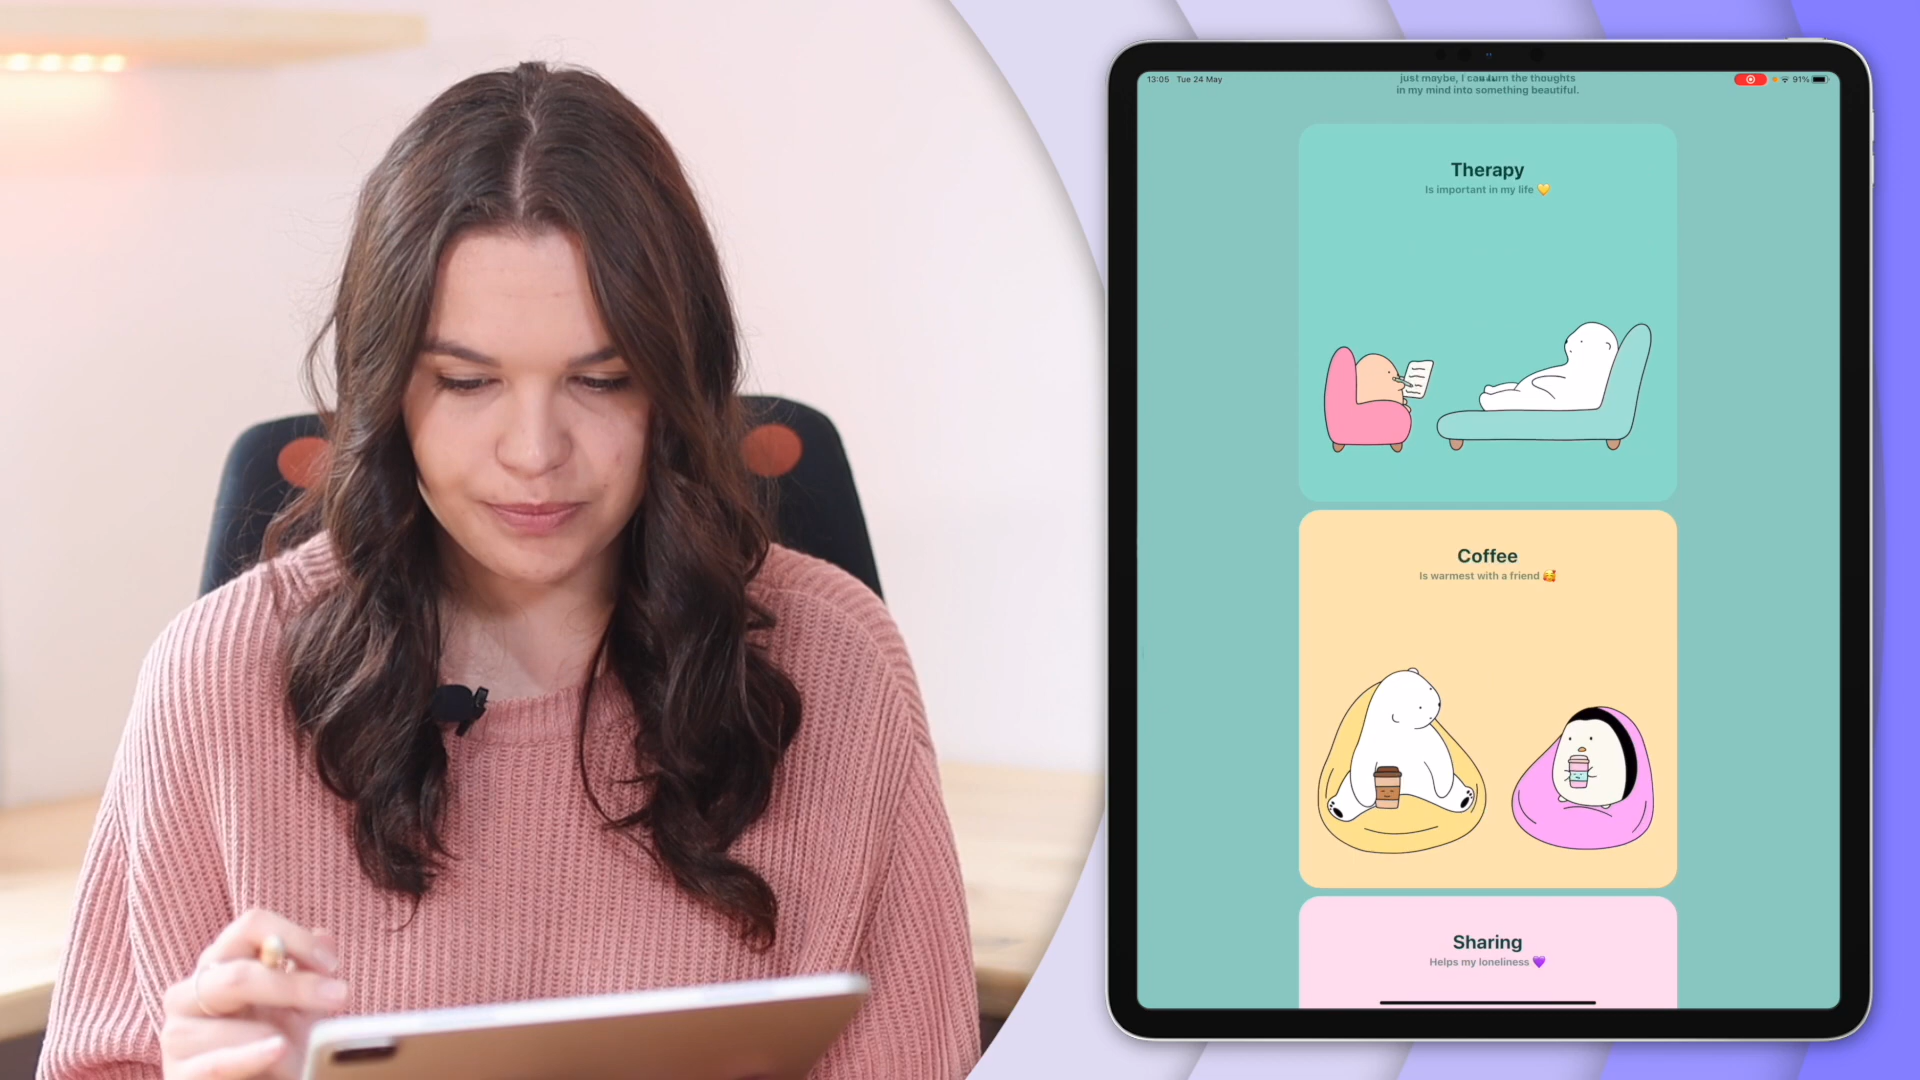 13:05 Tue 24 May
91%
just maybe, I can turn the thoughts
in my mind into something beautiful.
Therapy
Is important in my life 💛
Coffee
Is warmest with a friend 🥰
Sharing
Helps my loneliness 💜